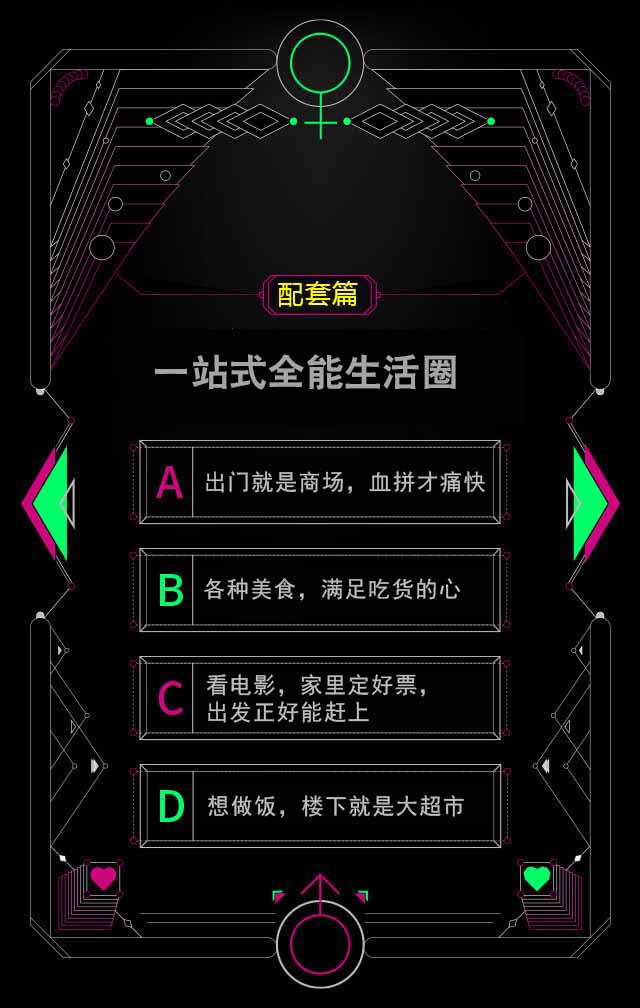 配套篇
一站式全能生活圈
A 出门就是商场，血拼才痛快
B 各种美食，满足吃货的心
C 看电影，家里定好票，
出发正好能赶上
D 想做饭，楼下就是大超市